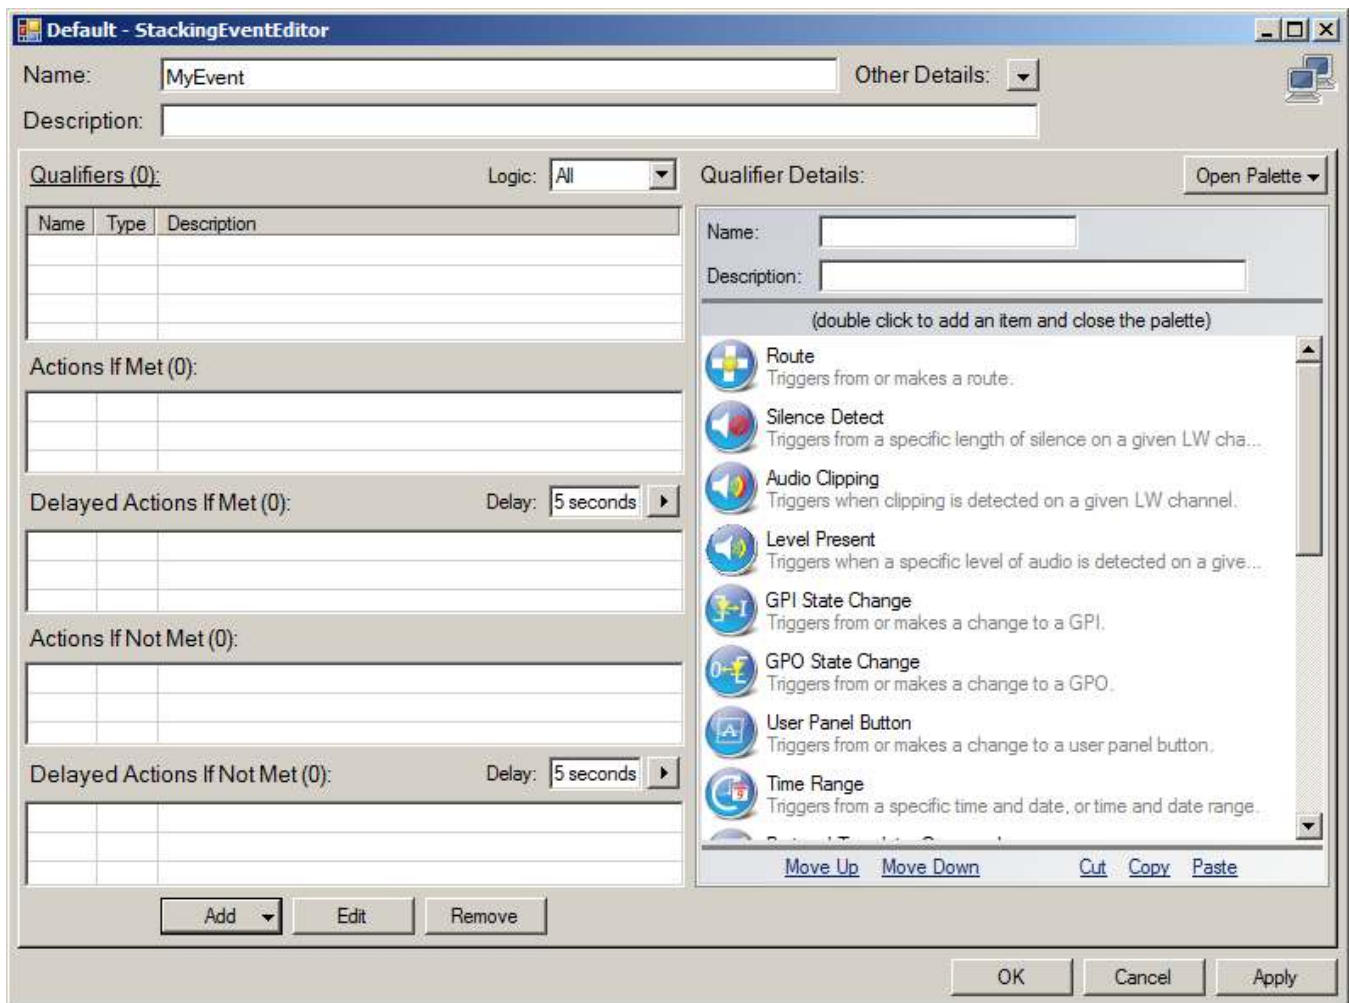 Default - StackingEventEditor
Name: MyEvent Other Details:
Description:
Qualifiers (0): Logic: All
Name Type Description
Actions If Met (0):
Delayed Actions If Met (0): Delay: 5 seconds
Actions If Not Met (0):
Delayed Actions If Not Met (0): Delay: 5 seconds
Add Edit Remove
Qualifier Details: Open Palette
Name:
Description:
(double click to add an item and close the palette)
Route
Triggers from or makes a route.
Silence Detect
Triggers from a specific length of silence on a given LW cha...
Audio Clipping
Triggers when clipping is detected on a given LW channel.
Level Present
Triggers when a specific level of audio is detected on a give...
GPI State Change
Triggers from or makes a change to a GPI.
GPO State Change
Triggers from or makes a change to a GPO.
User Panel Button
Triggers from or makes a change to a user panel button.
Time Range
Triggers from a specific time and date, or time and date range.
Move Up Move Down Cut Copy Paste
OK Cancel Apply